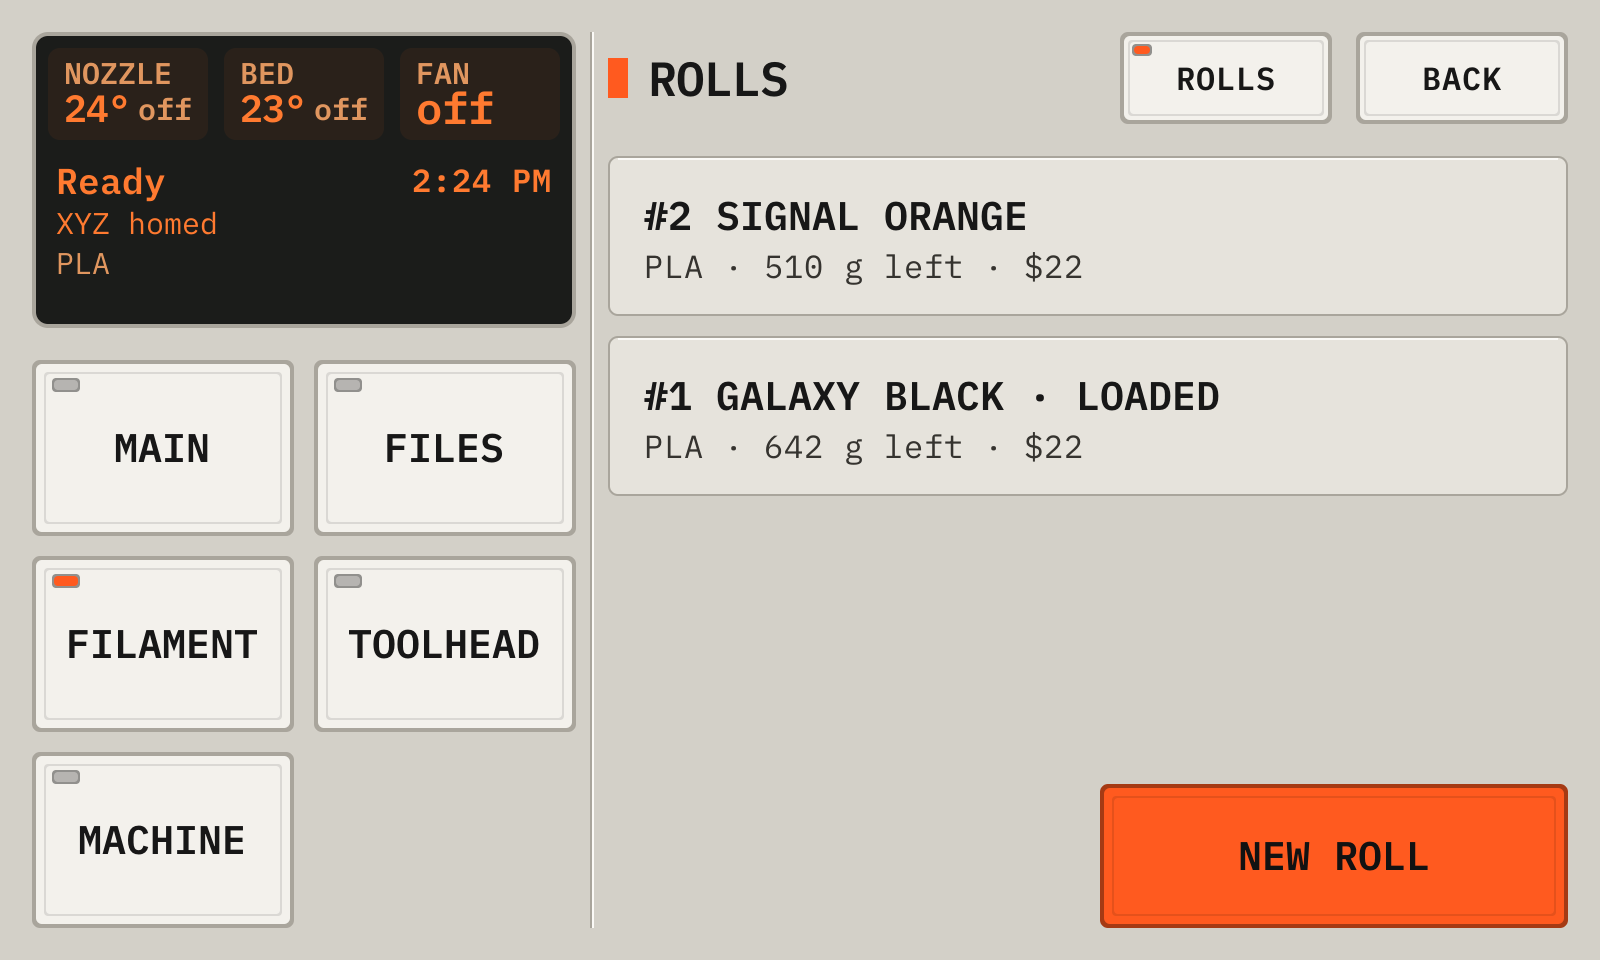 NOZZLE BED FAN
24° off 23° off off
Ready 2:24 PM
XYZ homed
PLA
MAIN FILES
FILAMENT TOOLHEAD
MACHINE
ROLLS ROLLS BACK
#2 SIGNAL ORANGE
PLA · 510 g left · $22
#1 GALAXY BLACK · LOADED
PLA · 642 g left · $22
NEW ROLL